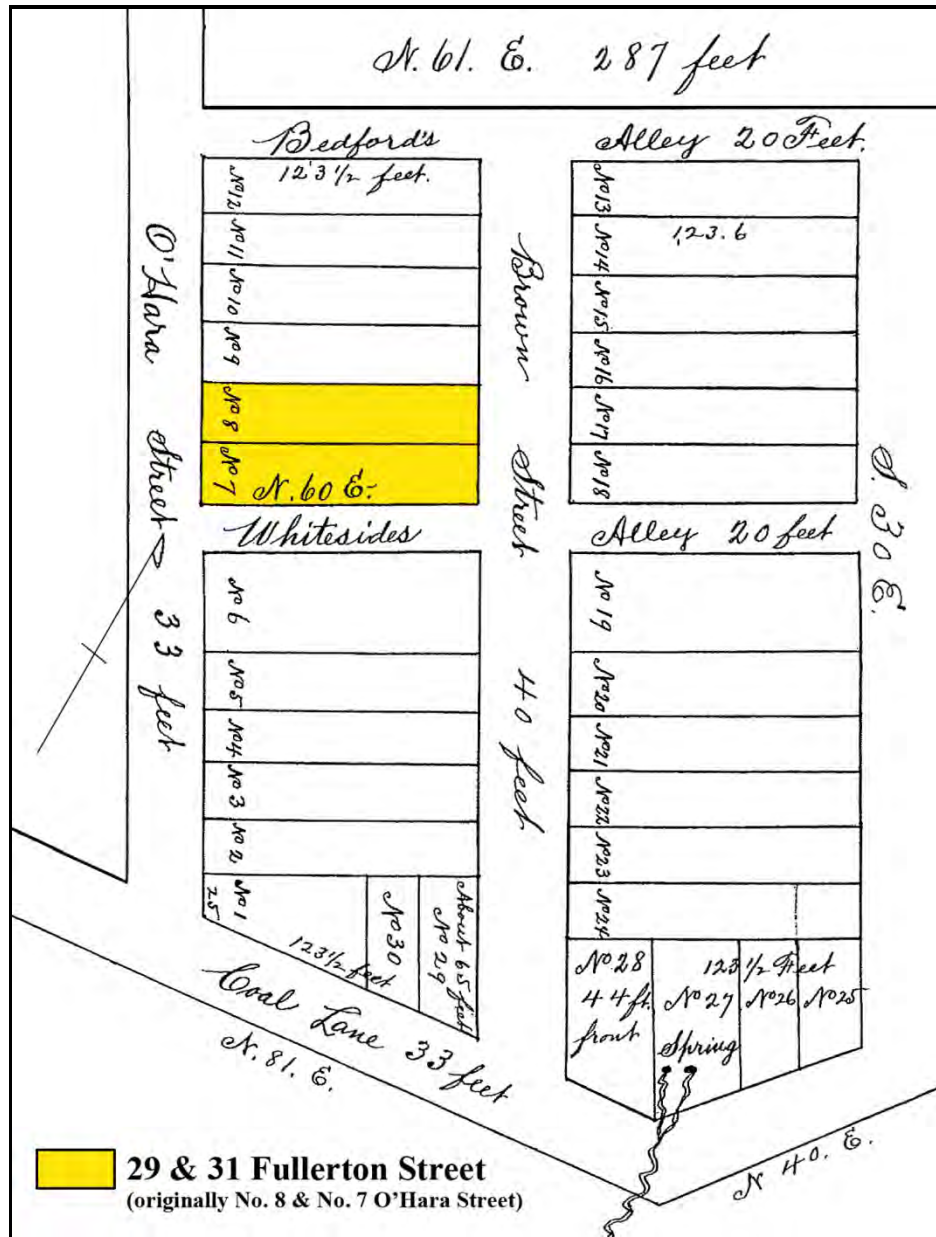 N. 61. E. 287 feet
Bedford's Alley 20 Feet.
12'3 1/2 feet.
No 12
No 11
No 10
No 9
No 8
No 7
N. 60 E.
O'Hara Street 33 feet
Brown Street 40 feet
No 13
123.6
No 14
No 15
No 16
No 17
No 18
S. 30 E.
Whitesides Alley 20 feet
No 6
No 5
No 4
No 3
No 2
No 1
25
123 1/2 feet
No 30
About 65 feet
No 29
No 19
No 20
No 21
No 22
No 23
No 24
No. 28
44 ft.
front
123 1/2 Feet
No 27
No 26
No 25
Spring
Coal Lane 33 feet
N. 81. E.
N 40. E.
29 & 31 Fullerton Street
(originally No. 8 & No. 7 O'Hara Street)